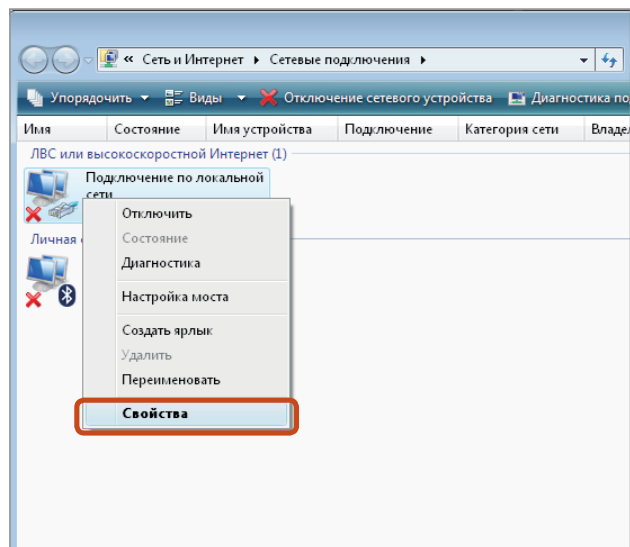 « Сеть и Интернет ▸ Сетевые подключения ▸
Упорядочить Виды Отключение сетевого устройства Диагностика по
Имя Состояние Имя устройства Подключение Категория сети Владел
ЛВС или высокоскоростной Интернет (1)
Подключение по локальной
сети
Отключить
Личная
Состояние
Диагностика
Настройка моста
Создать ярлык
Удалить
Переименовать
Свойства